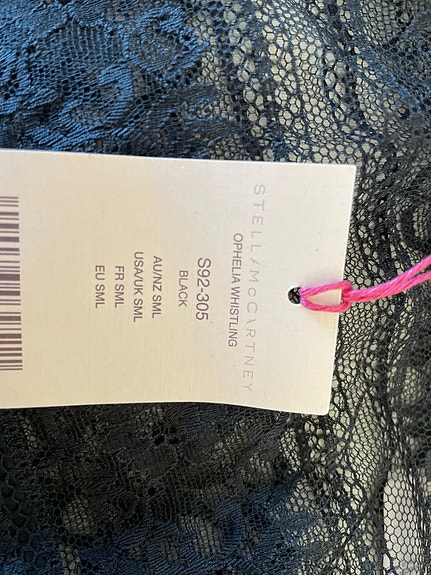 STELLA McCARTNEY
OPHELIA WHISTLING
S92-305
BLACK
AU/NZ SML
USA/UK SML
FR SML
EU SML